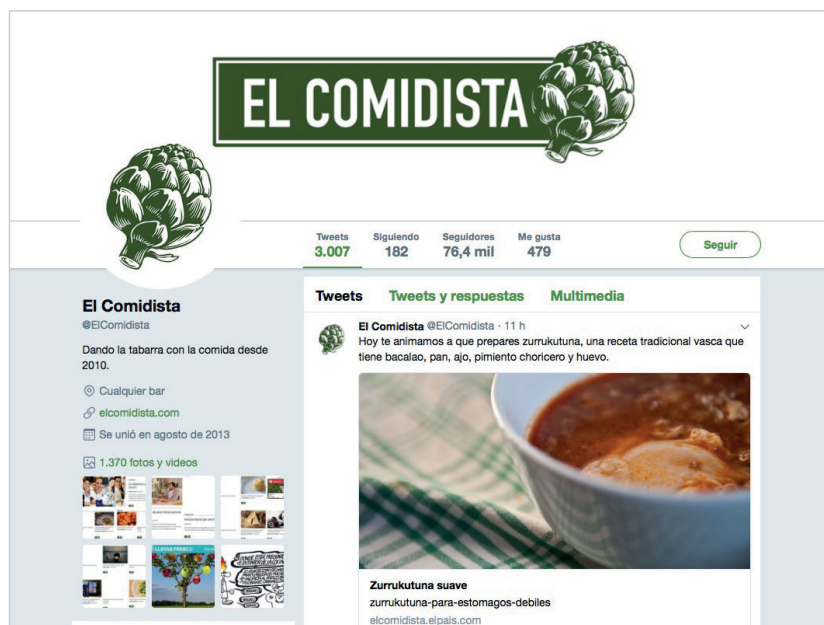 EL COMIDISTA
Tweets
3.007
Siguiendo
182
Seguidores
76,4 mil
Me gusta
479
Seguir
El Comidista
@ElComidista
Dando la tabarra con la comida desde
2010.
Cualquier bar
elcomidista.com
Se unió en agosto de 2013
1.370 fotos y videos
Tweets
Tweets y respuestas
Multimedia
El Comidista @ElComidista · 11 h
Hoy te animamos a que prepares zurrukutuna, una receta tradicional vasca que
tiene bacalao, pan, ajo, pimiento choricero y huevo.
Zurrukutuna suave
zurrukutuna-para-estomagos-debiles
elcomidista.elpais.com